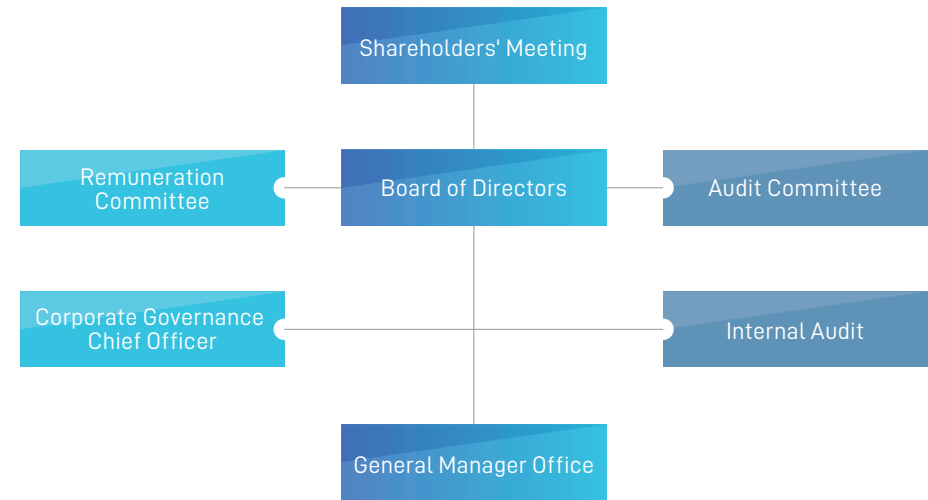 Shareholders' Meeting
Remuneration
Committee
Board of Directors
Audit Committee
Corporate Governance
Chief Officer
Internal Audit
General Manager Office